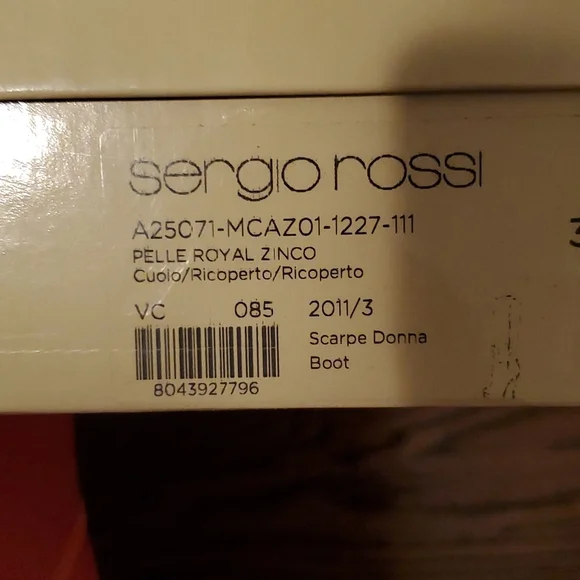 sergio rossi
A25071-MCAZ01-1227-111
PELLE ROYAL ZINCO
Cuoio/Ricoperto/Ricoperto
VC 085 2011/3
Scarpe Donna
Boot
8043927796